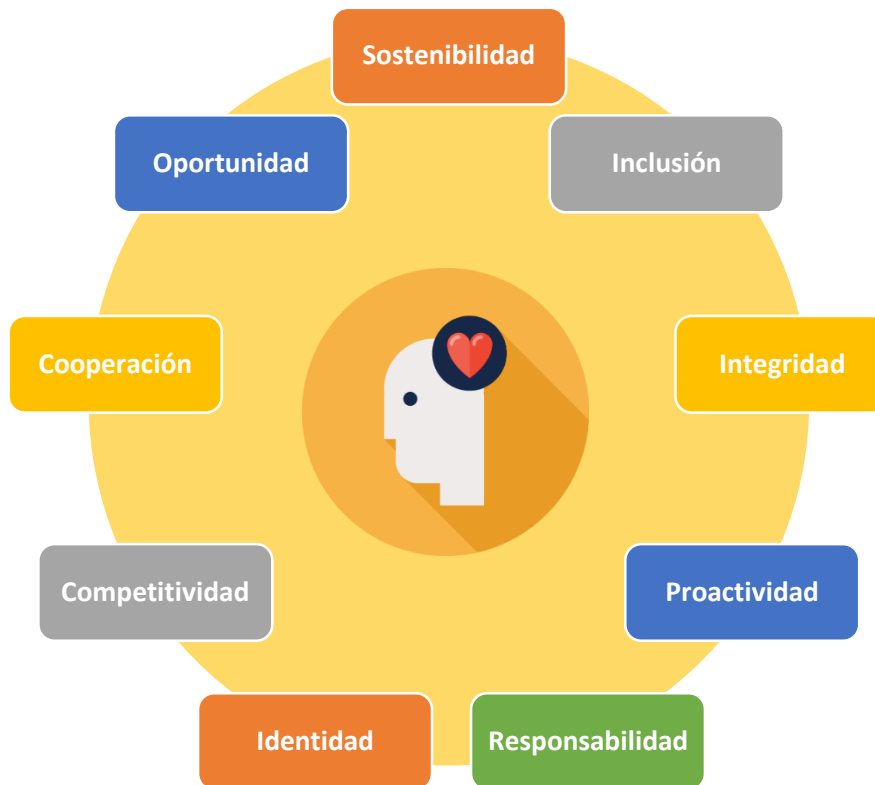 Sostenibilidad
Oportunidad
Inclusión
Cooperación
Integridad
Competitividad
Proactividad
Identidad
Responsabilidad